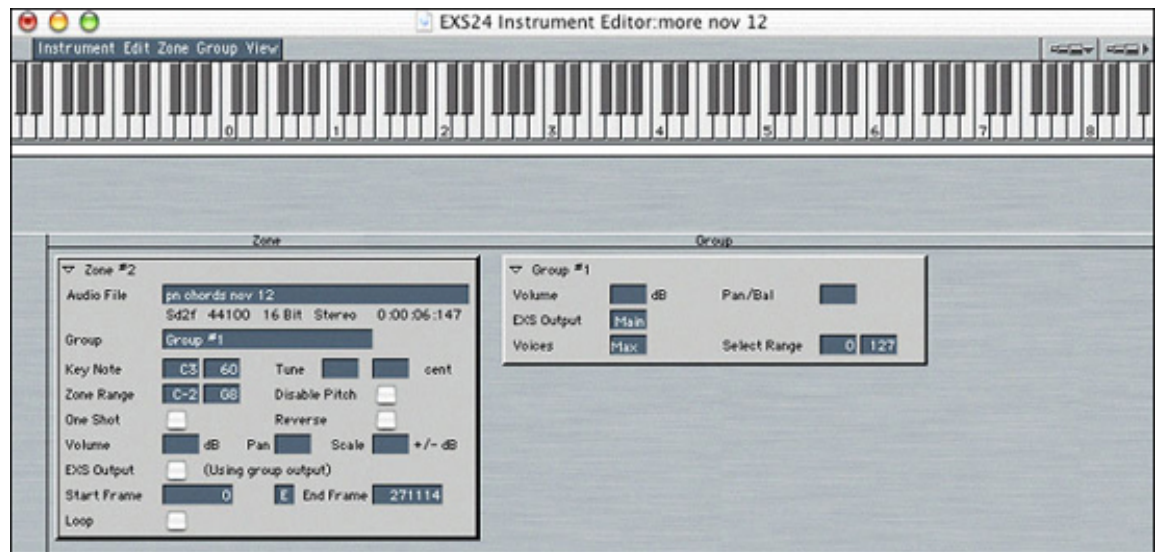 EXS24 Instrument Editor:more nov 12
Instrument Edit Zone Group View
0 1 2 3 4 5 6 7 8
Zone Group
Zone #2
Audio File pn chords nov 12
Sd2f 44100 16 Bit Stereo 0:00:06:147
Group Group #1
Key Note C3 60 Tune cent
Zone Range C-2 G8 Disable Pitch
One Shot Reverse
Volume dB Pan Scale +/- dB
EXS Output (Using group output)
Start Frame 0 E End Frame 271114
Loop
Group #1
Volume dB Pan/Bal
EXS Output Main
Voices Max Select Range 0 127